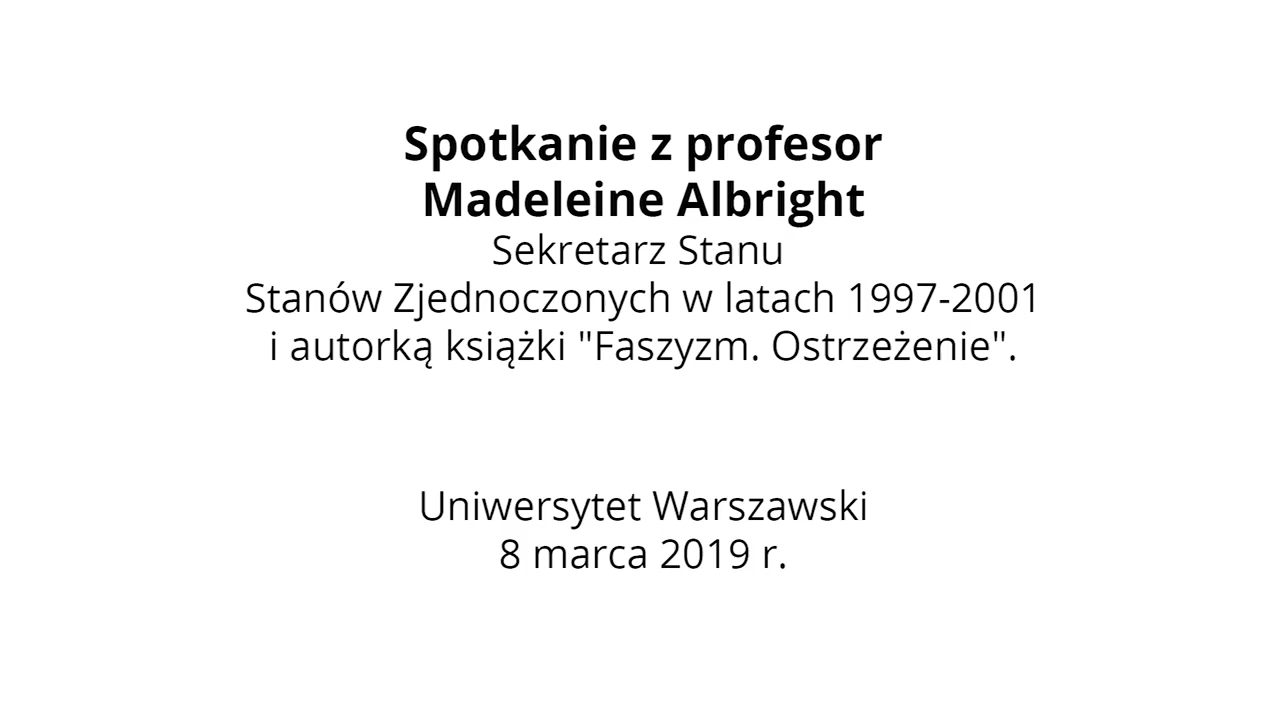 Spotkanie z profesor
Madeleine Albright
Sekretarz Stanu
Stanów Zjednoczonych w latach 1997-2001
i autorką książki "Faszyzm. Ostrzeżenie".
Uniwersytet Warszawski
8 marca 2019 r.